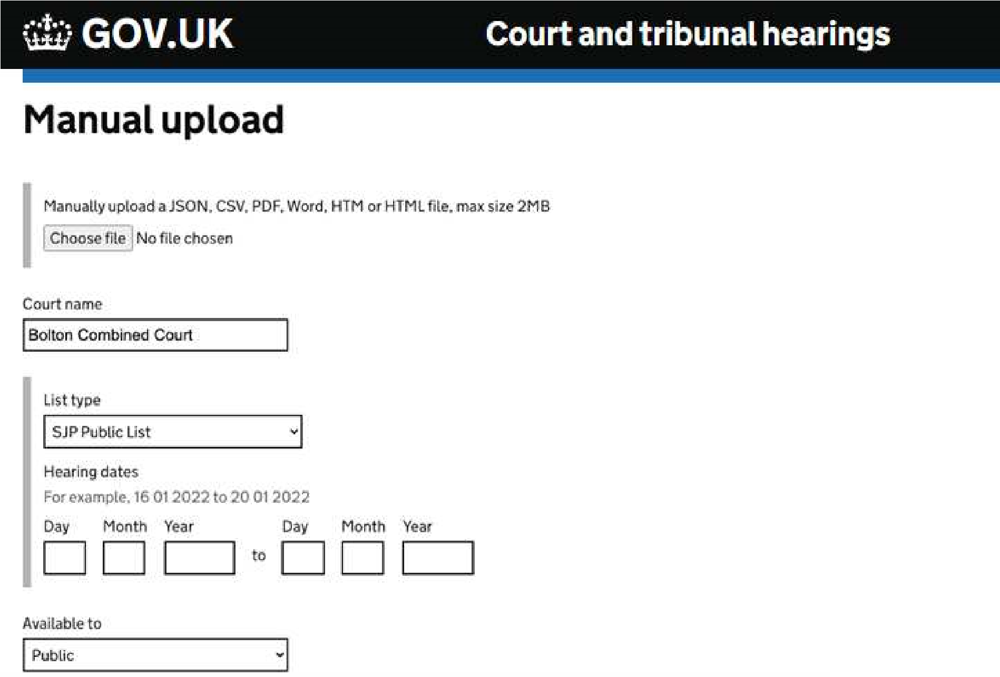 GOV.UK Court and tribunal hearings
Manual upload
Manually upload a JSON, CSV, PDF, Word, HTM or HTML file, max size 2MB
Choose file No file chosen
Court name
Bolton Combined Court
List type
SJP Public List
Hearing dates
For example, 16 01 2022 to 20 01 2022
Day Month Year Day Month Year
to
Available to
Public